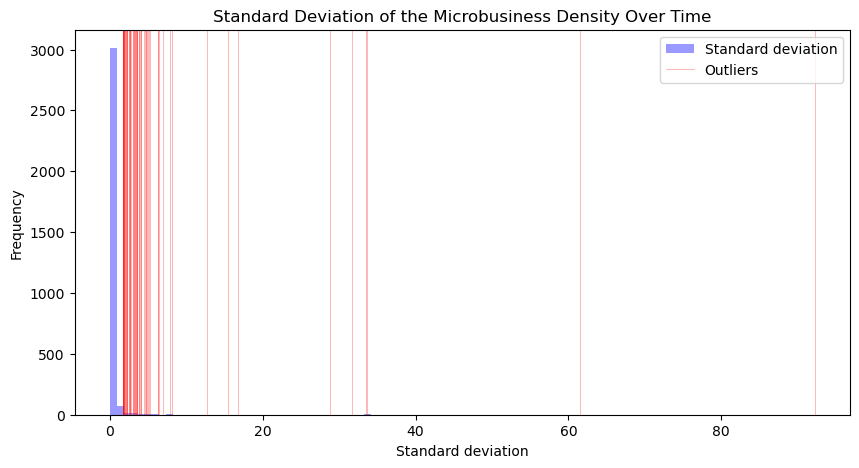 Standard Deviation of the Microbusiness Density Over Time
Standard deviation
Outliers
3000
2500
2000
1500
1000
500
0
Frequency
0 20 40 60 80
Standard deviation